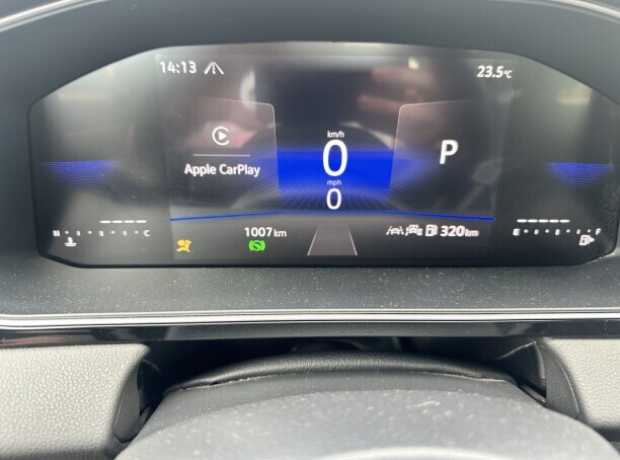 14:13
23.5°C
km/h
0
mph
0
Apple CarPlay
P
1007 km
320 km
C
E F